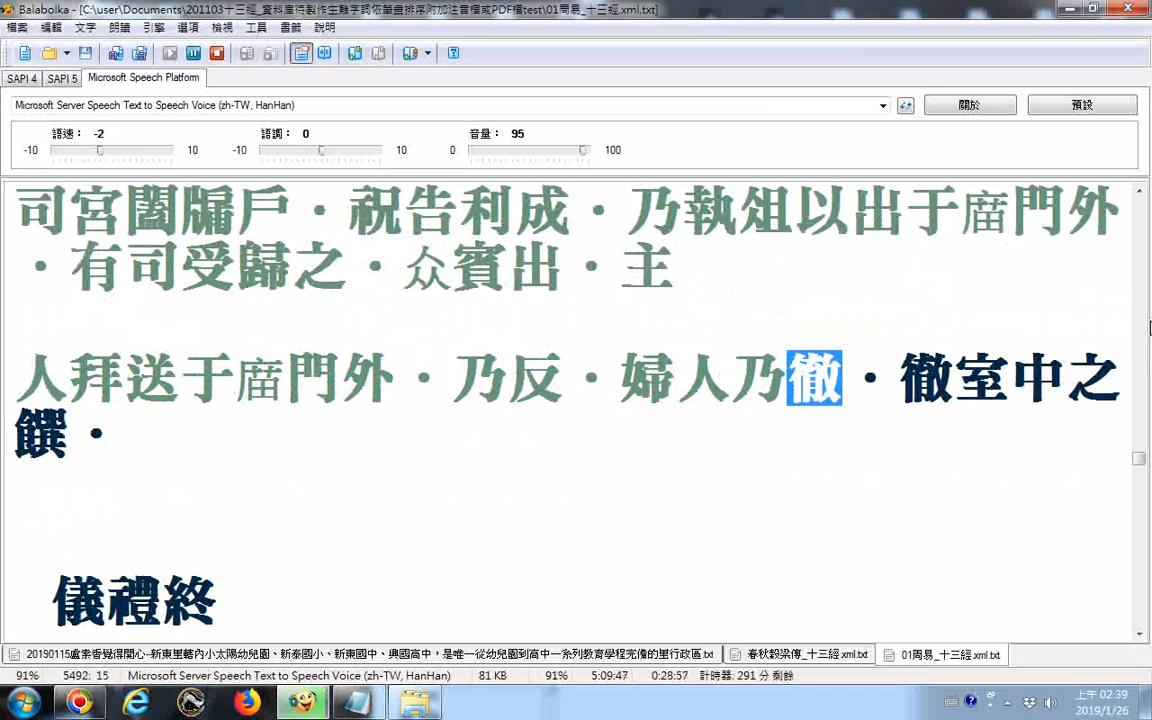 Balabolka - [C:\user\Documents\201103十三經_資料庫待製作生難字詞依筆畫排序附加注音檔或PDF檔test\01周易_十三經.xml.txt]
檔案 編輯 文字 朗讀 引擎 選項 檢視 工具 書籤 說明
SAPI 4 SAPI 5 Microsoft Speech Platform
Microsoft Server Speech Text to Speech Voice (zh-TW, HanHan) 關於 預設
語速： -2 語調： 0 音量： 95
-10 10 -10 10 0 100
司宮闔牖戶．祝告利成．乃執俎以出于庿門外
．有司受歸之．众賓出．主
人拜送于庿門外．乃反．婦人乃徹．徹室中之
饌．
儀禮終
20190115盧素香覺得開心--新東里轄內小太陽幼兒園、新泰國小、新東國中、興國高中，是唯一從幼兒園到高中一系列教育學程完備的里行政區.txt 春秋穀梁傳_十三經.xml.txt 01周易_十三經.xml.txt
91% 5492: 15 Microsoft Server Speech Text to Speech Voice (zh-TW, HanHan) 81 KB 91% 5:09:47 0:28:57 計時器: 291 分 剩餘
上午 02:39
2019/1/26